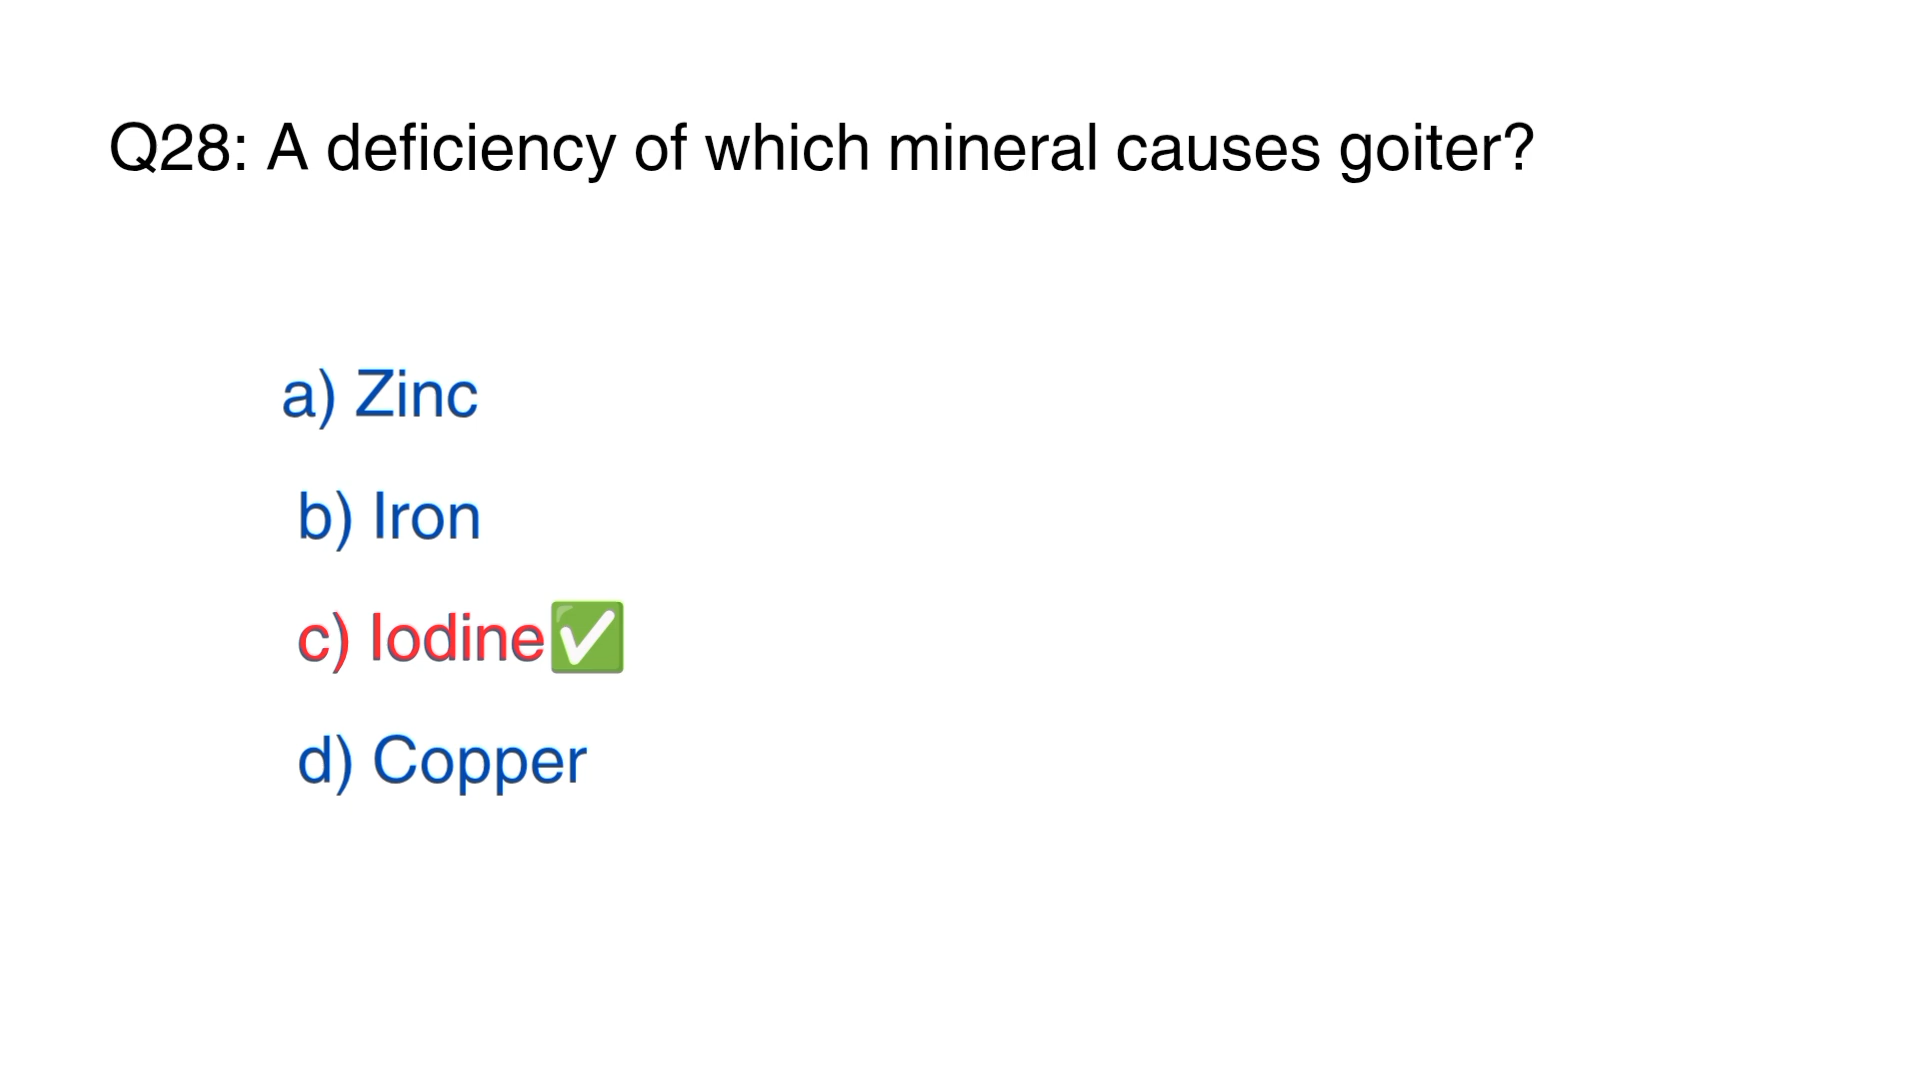 Q28: A deficiency of which mineral causes goiter?
a) Zinc
b) Iron
c) Iodine✅
d) Copper